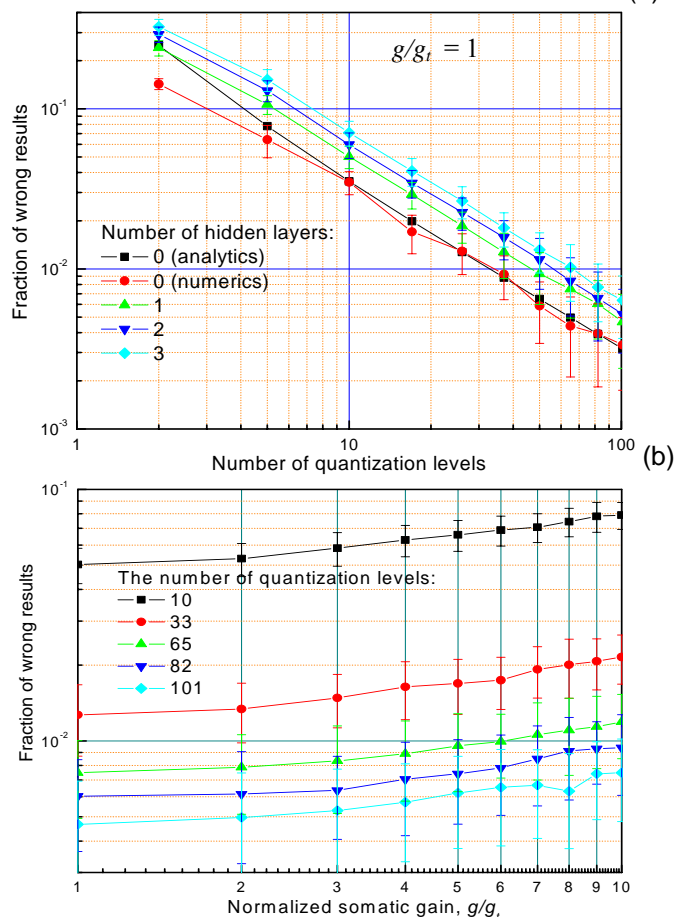 g/gₜ = 1
10⁻¹
10⁻²
10⁻³
Fraction of wrong results
Number of hidden layers:
0 (analytics)
0 (numerics)
1
2
3
1 10 100
Number of quantization levels
(b)
10⁻¹
10⁻²
Fraction of wrong results
The number of quantization levels:
10
33
65
82
101
1 2 3 4 5 6 7 8 9 10
Normalized somatic gain, g/g